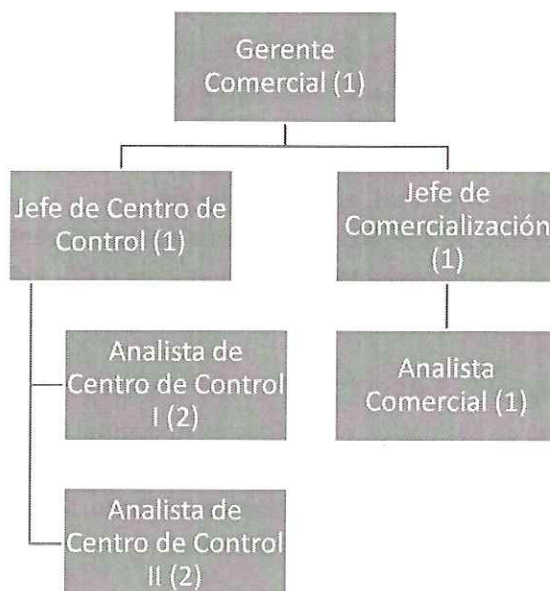 Gerente
Comercial (1)
Jefe de Centro de
Control (1)
Jefe de
Comercialización
(1)
Analista de
Centro de Control
I (2)
Analista
Comercial (1)
Analista de
Centro de Control
II (2)